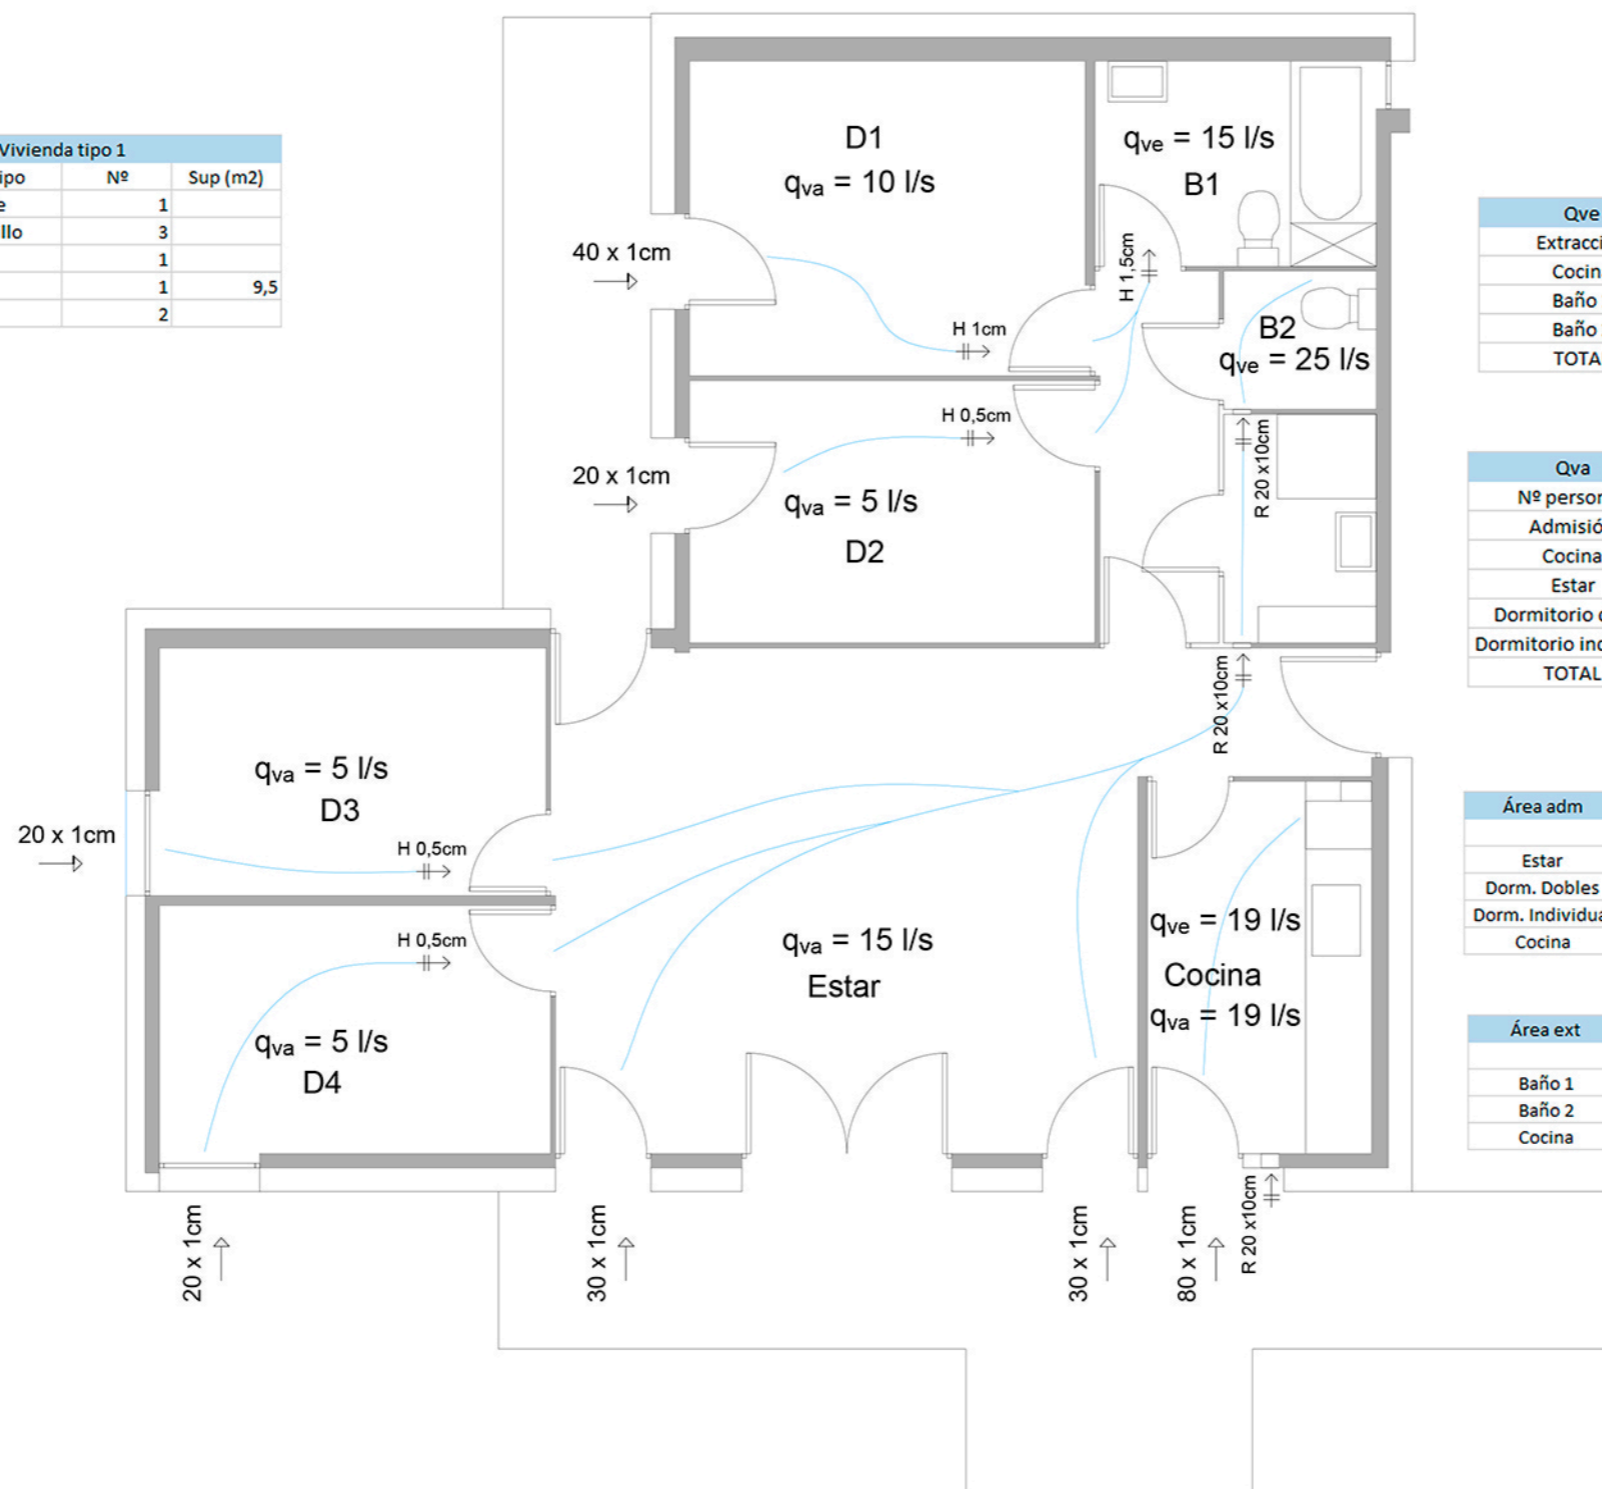 Vivienda tipo 1
Nº Sup (m2)
1
3
1
1 9,5
2
D1
qva = 10 l/s
qve = 15 l/s
B1
40 x 1cm
H 1cm
H 1,5cm
B2
qve = 25 l/s
H 0,5cm
20 x 1cm
qva = 5 l/s
D2
R 20 x10cm
R 20 x10cm
qva = 5 l/s
D3
20 x 1cm
H 0,5cm
H 0,5cm
qva = 5 l/s
D4
qva = 15 l/s
Estar
qve = 19 l/s
Cocina
qva = 19 l/s
20 x 1cm
30 x 1cm
30 x 1cm
80 x 1cm
R 20 x10cm
Qve
Extracci
Cocin
Baño
Baño
TOTA
Qva
Nº person
Admisió
Cocina
Estar
Dormitorio
Dormitorio in
TOTAL
Área adm
Estar
Dorm. Dobles
Dorm. Individua
Cocina
Área ext
Baño 1
Baño 2
Cocina